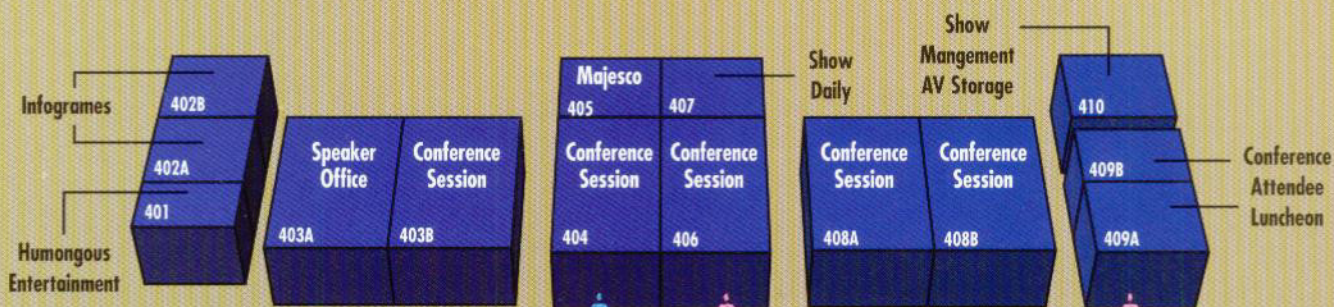 Infogrames
402B
402A
401
Humongous
Entertainment
Speaker
Office
403A
Conference
Session
403B
Majesco
405
407
Show
Daily
Conference
Session
404
Conference
Session
406
Conference
Session
408A
Conference
Session
408B
Show
Mangement
AV Storage
410
409B
409A
Conference
Attendee
Luncheon